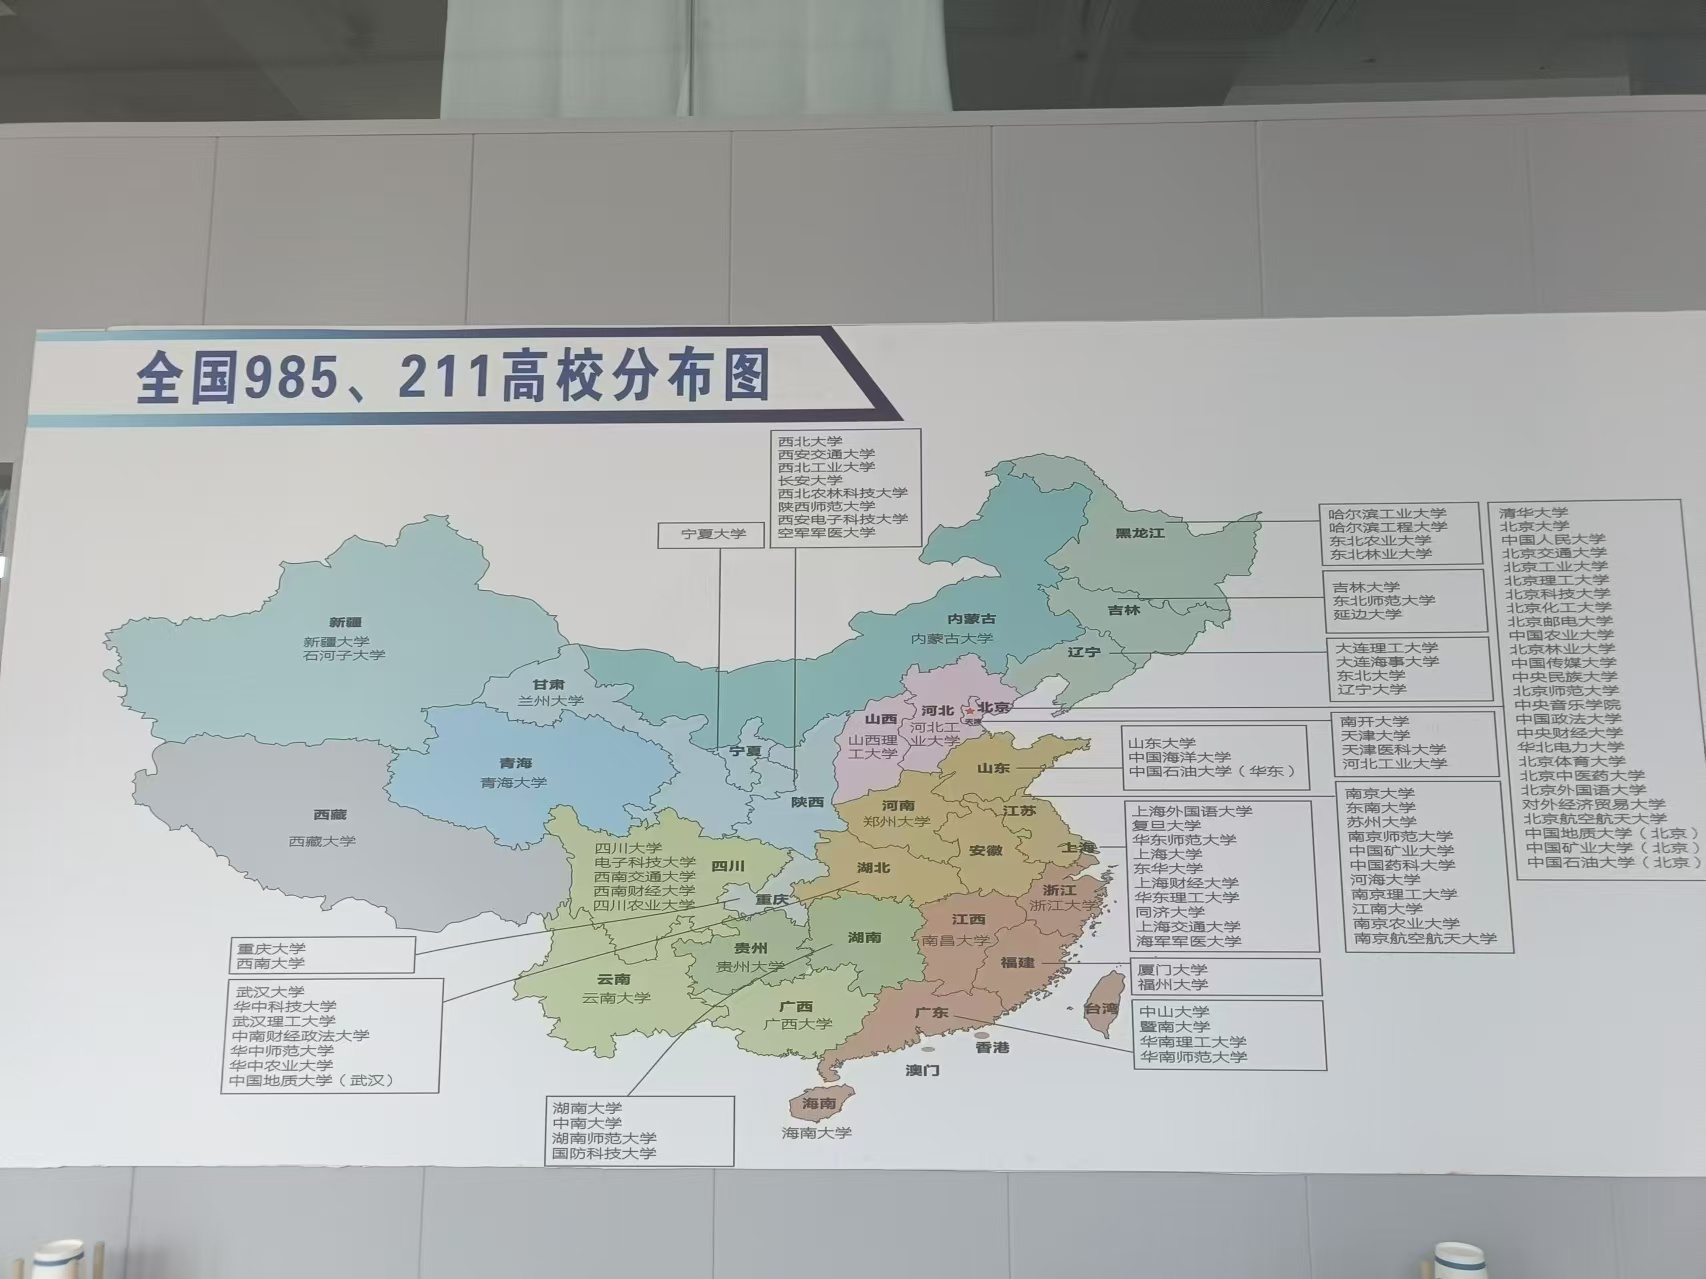 全国985、211高校分布图
西北大学
西安交通大学
西北工业大学
长安大学
西北农林科技大学
陕西师范大学
西安电子科技大学
空军军医大学
宁夏大学
黑龙江
哈尔滨工业大学
哈尔滨工程大学
东北农业大学
东北林业大学
吉林
吉林大学
东北师范大学
延边大学
辽宁
大连理工大学
大连海事大学
东北大学
辽宁大学
清华大学
北京大学
中国人民大学
北京交通大学
北京工业大学
北京理工大学
北京科技大学
北京化工大学
北京邮电大学
中国农业大学
北京林业大学
中国传媒大学
中央民族大学
北京师范大学
中央音乐学院
中国政法大学
中央财经大学
华北电力大学
北京体育大学
北京中医药大学
北京外国语大学
对外经济贸易大学
北京航空航天大学
中国地质大学（北京）
中国矿业大学（北京）
中国石油大学（北京）
新疆
新疆大学
石河子大学
内蒙古
内蒙古大学
甘肃
兰州大学
山西
山西理
工大学
河北
河北工
业大学
北京
天津
南开大学
天津大学
天津医科大学
河北工业大学
青海
青海大学
宁夏
陕西
山东
山东大学
中国海洋大学
中国石油大学（华东）
西藏
西藏大学
河南
郑州大学
江苏
南京大学
东南大学
苏州大学
南京师范大学
中国矿业大学
中国药科大学
河海大学
南京理工大学
江南大学
南京农业大学
南京航空航天大学
安徽
上海
上海外国语大学
复旦大学
华东师范大学
上海大学
东华大学
上海财经大学
华东理工大学
同济大学
上海交通大学
海军军医大学
四川
四川大学
电子科技大学
西南交通大学
西南财经大学
四川农业大学
湖北
重庆
浙江
浙江大学
江西
南昌大学
湖南
贵州
贵州大学
福建
厦门大学
福州大学
重庆大学
西南大学
云南
云南大学
广西
广西大学
广东
台湾
中山大学
暨南大学
华南理工大学
华南师范大学
武汉大学
华中科技大学
武汉理工大学
中南财经政法大学
华中师范大学
华中农业大学
中国地质大学（武汉）
香港
澳门
海南
海南大学
湖南大学
中南大学
湖南师范大学
国防科技大学